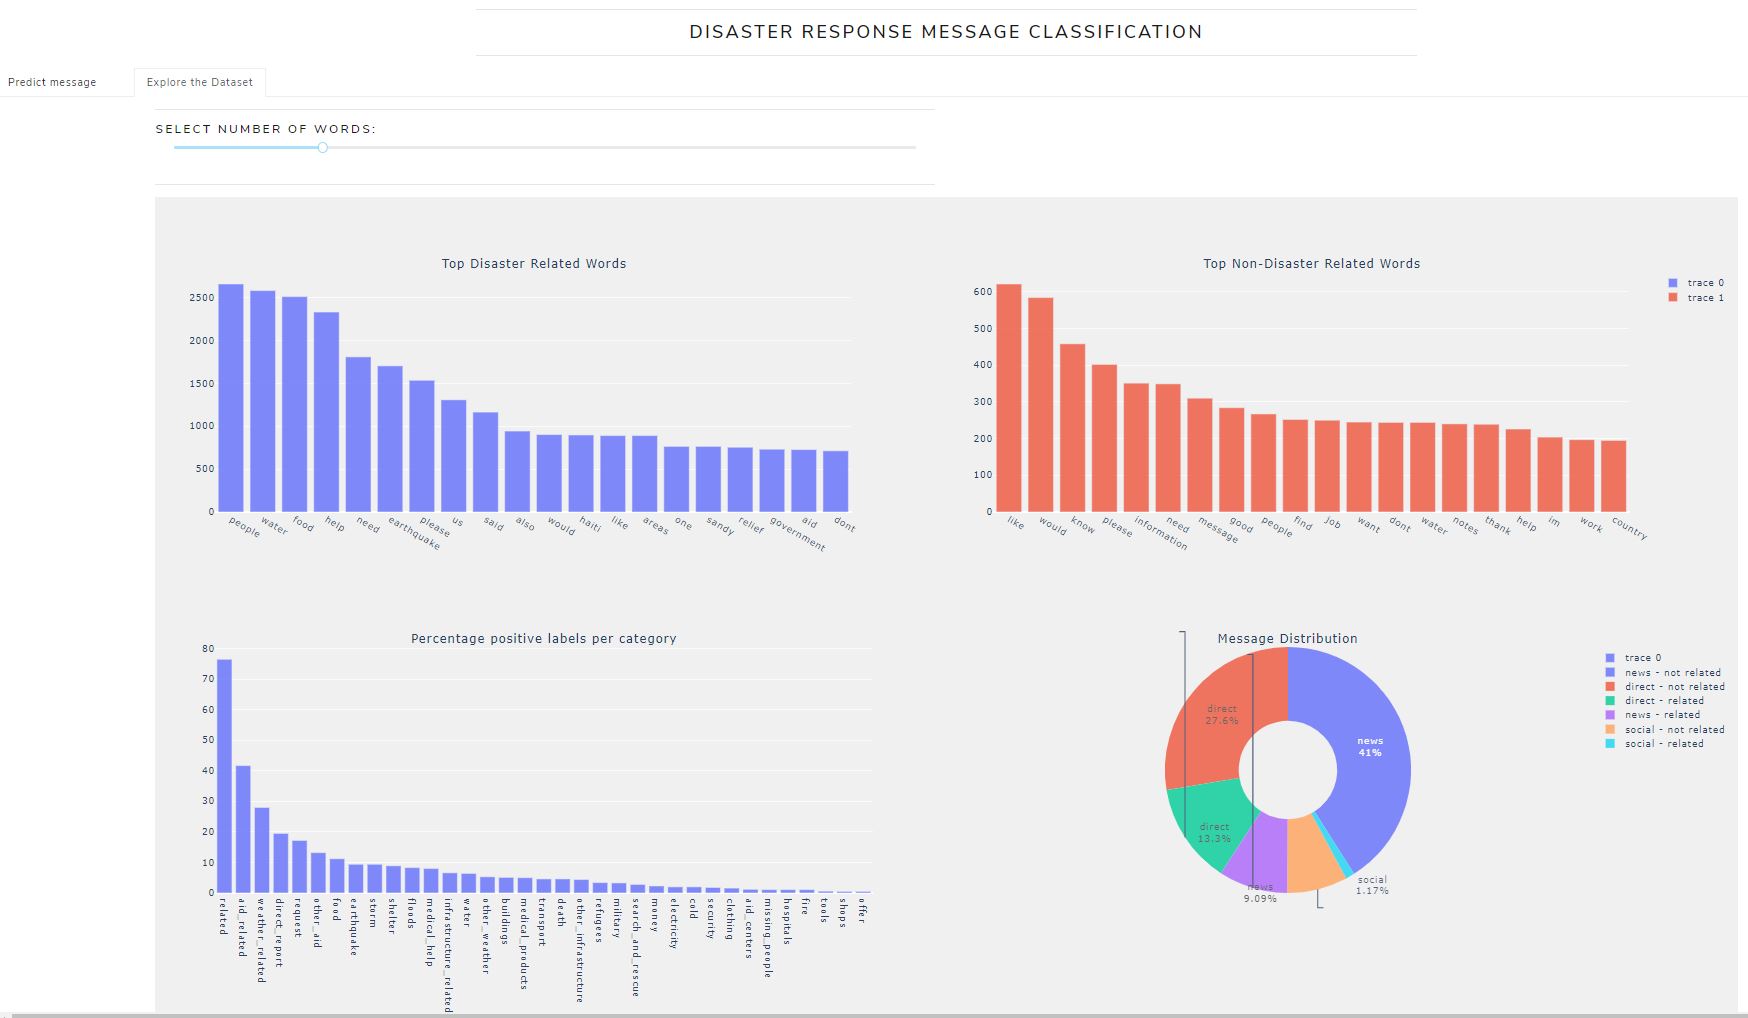 DISASTER RESPONSE MESSAGE CLASSIFICATION
Predict message
Explore the Dataset
SELECT NUMBER OF WORDS:
Top Disaster Related Words
2500
2000
1500
1000
500
0
people
water
food
help
need
earthquake
please
us
said
also
would
haiti
like
areas
one
sandy
relief
government
aid
dont
Top Non-Disaster Related Words
600
500
400
300
200
100
0
like
would
know
please
information
need
message
good
people
find
job
want
dont
water
notes
thank
help
im
work
country
trace 0
trace 1
Percentage positive labels per category
80
70
60
50
40
30
20
10
0
related
aid_related
weather_related
direct_report
request
other_aid
food
earthquake
storm
shelter
floods
medical_help
infrastructure_related
water
other_weather
buildings
medical_products
transport
death
other_infrastructure
refugees
military
search_and_rescue
money
electricity
cold
security
clothing
aid_centers
missing_people
hospitals
fire
tools
shops
offer
Message Distribution
direct
27.6%
news
41%
direct
13.3%
news
9.09%
social
1.17%
trace 0
news - not related
direct - not related
direct - related
news - related
social - not related
social - related